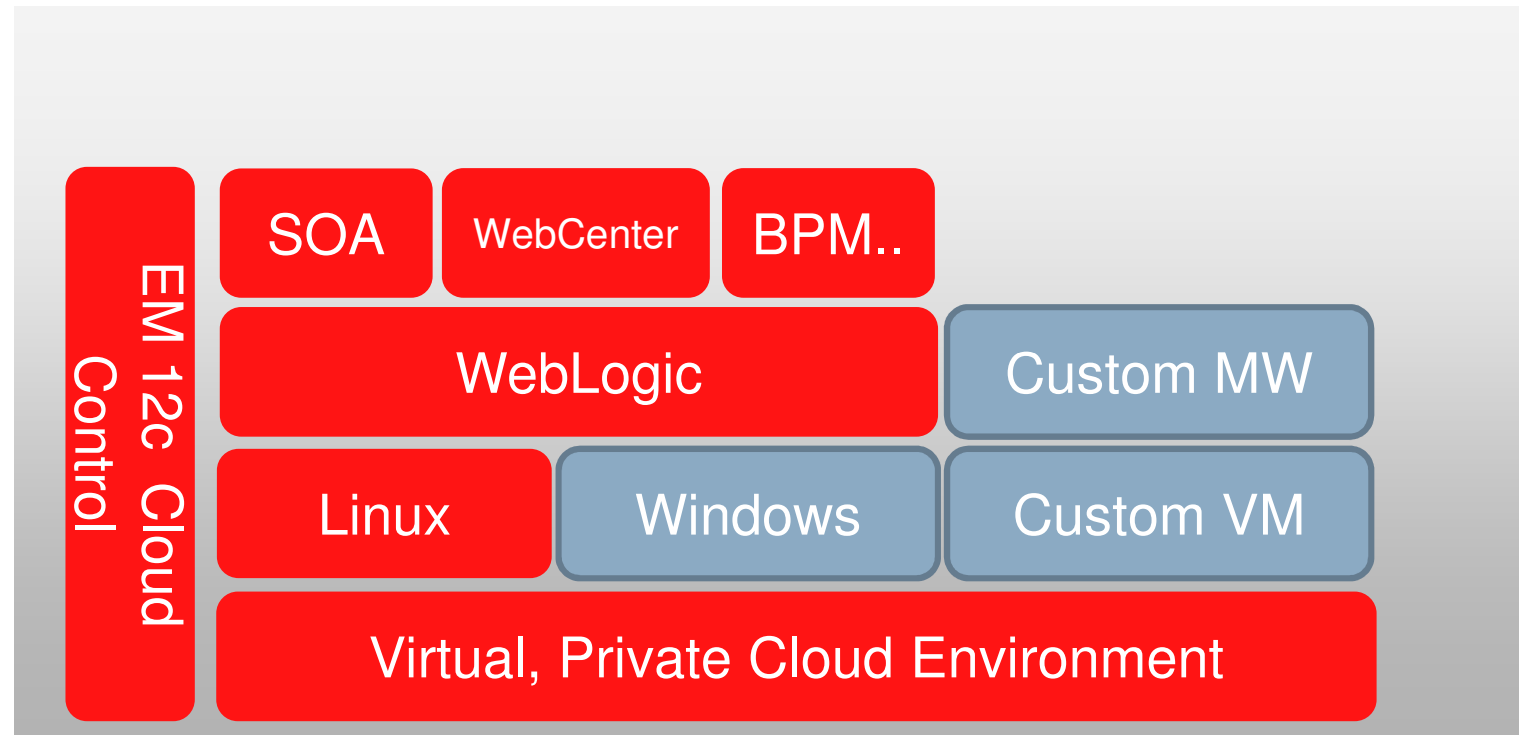 EM 12c Cloud
Control
SOA
WebCenter
BPM..
WebLogic
Custom MW
Linux
Windows
Custom VM
Virtual, Private Cloud Environment